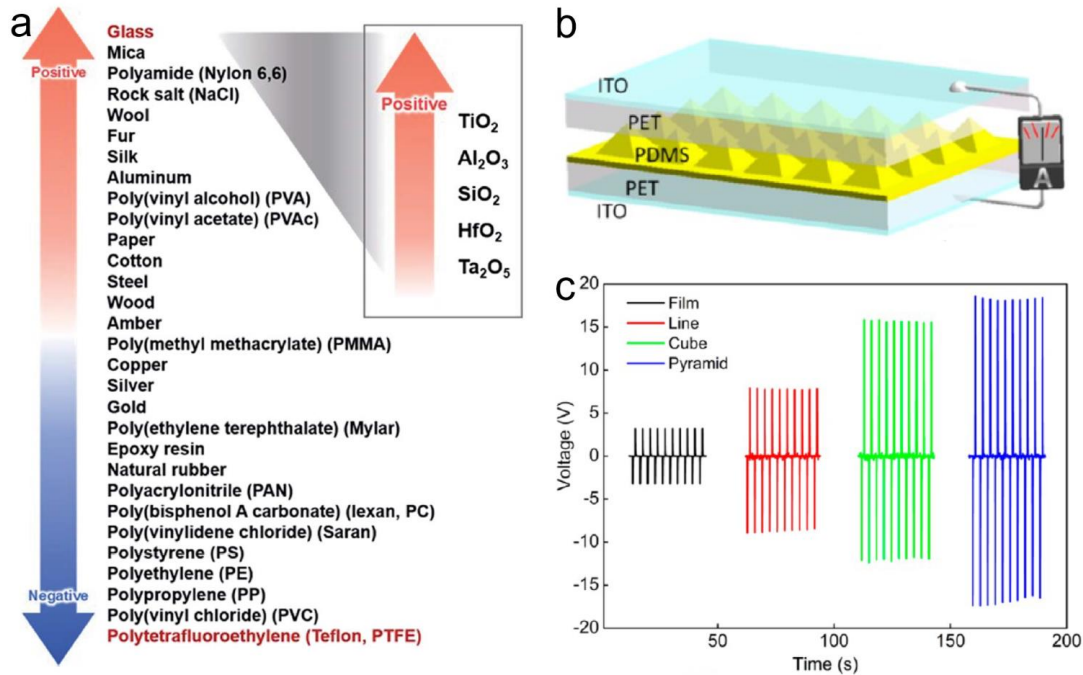 a
Positive
Negative
Glass
Mica
Polyamide (Nylon 6,6)
Rock salt (NaCl)
Wool
Fur
Silk
Aluminum
Poly(vinyl alcohol) (PVA)
Poly(vinyl acetate) (PVAc)
Paper
Cotton
Steel
Wood
Amber
Poly(methyl methacrylate) (PMMA)
Copper
Silver
Gold
Poly(ethylene terephthalate) (Mylar)
Epoxy resin
Natural rubber
Polyacrylonitrile (PAN)
Poly(bisphenol A carbonate) (lexan, PC)
Poly(vinylidene chloride) (Saran)
Polystyrene (PS)
Polyethylene (PE)
Polypropylene (PP)
Poly(vinyl chloride) (PVC)
Polytetrafluoroethylene (Teflon, PTFE)
Positive
TiO₂
Al₂O₃
SiO₂
HfO₂
Ta₂O₅
b
ITO
PET
PDMS
PET
ITO
A
c
Film
Line
Cube
Pyramid
Voltage (V)
20
15
10
5
0
-5
-10
-15
-20
50
100
150
200
Time (s)